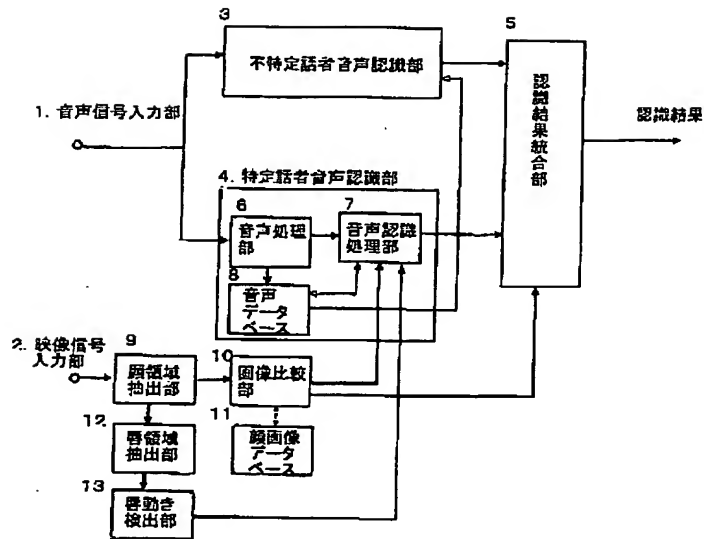 3
不特定話者音声認識部
5
認識結果統合部
認識結果
1. 音声信号入力部
4. 特定話者音声認識部
6
音声処理
部
7
音声認識
処理部
8
音声
データ
ベース
2. 映像信号
入力部
9
顔領域
抽出部
10
画像比較
部
11
顔画像
データ
ベース
12
唇領域
抽出部
13
唇動き
検出部